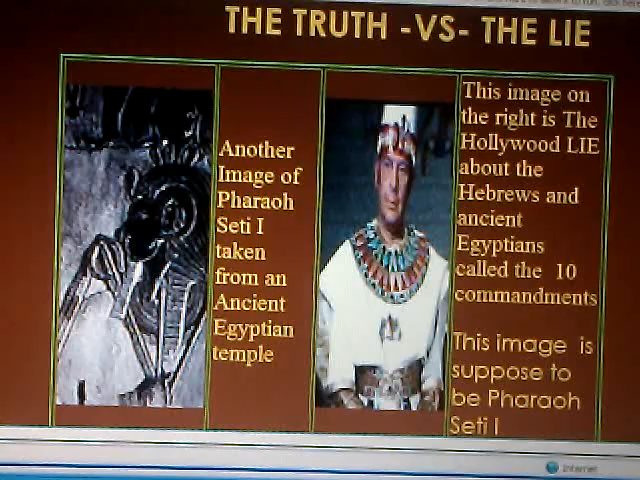 THE TRUTH -VS- THE LIE
Another
Image of
Pharaoh
Seti I
taken
from an
Ancient
Egyptian
temple
This image on
the right is The
Hollywood LIE
about the
Hebrews and
ancient
Egyptians
called the 10
commandments
This image is
suppose to
be Pharaoh
Seti I
Internet